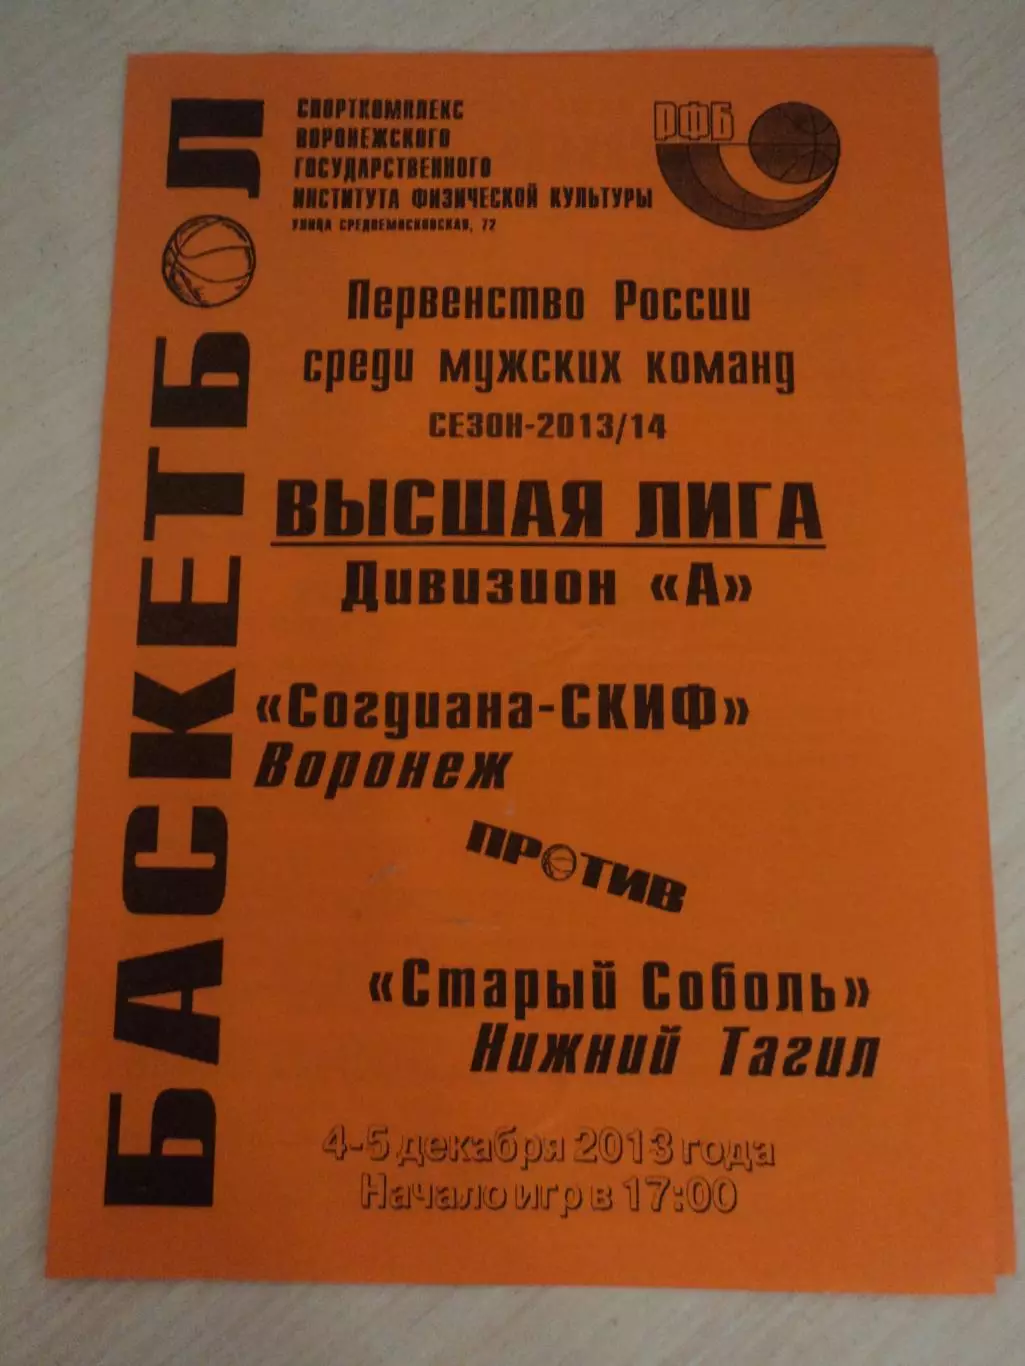 БАСКЕТБОЛ
СПОРТКОМПЛЕКС
ВОРОНЕЖСКОГО
ГОСУДАРСТВЕННОГО
ИНСТИТУТА ФИЗИЧЕСКОЙ КУЛЬТУРЫ
УЛИЦА СРЕДНЕМОСКОВСКАЯ, 72
РФБ
Первенство России
среди мужских команд
СЕЗОН-2013/14
ВЫСШАЯ ЛИГА
Дивизион «А»
«Согдиана-СКИФ»
Воронеж
ПРОТИВ
«Старый Соболь»
Нижний Тагил
4-5 декабря 2013 года
Начало игр в 17:00